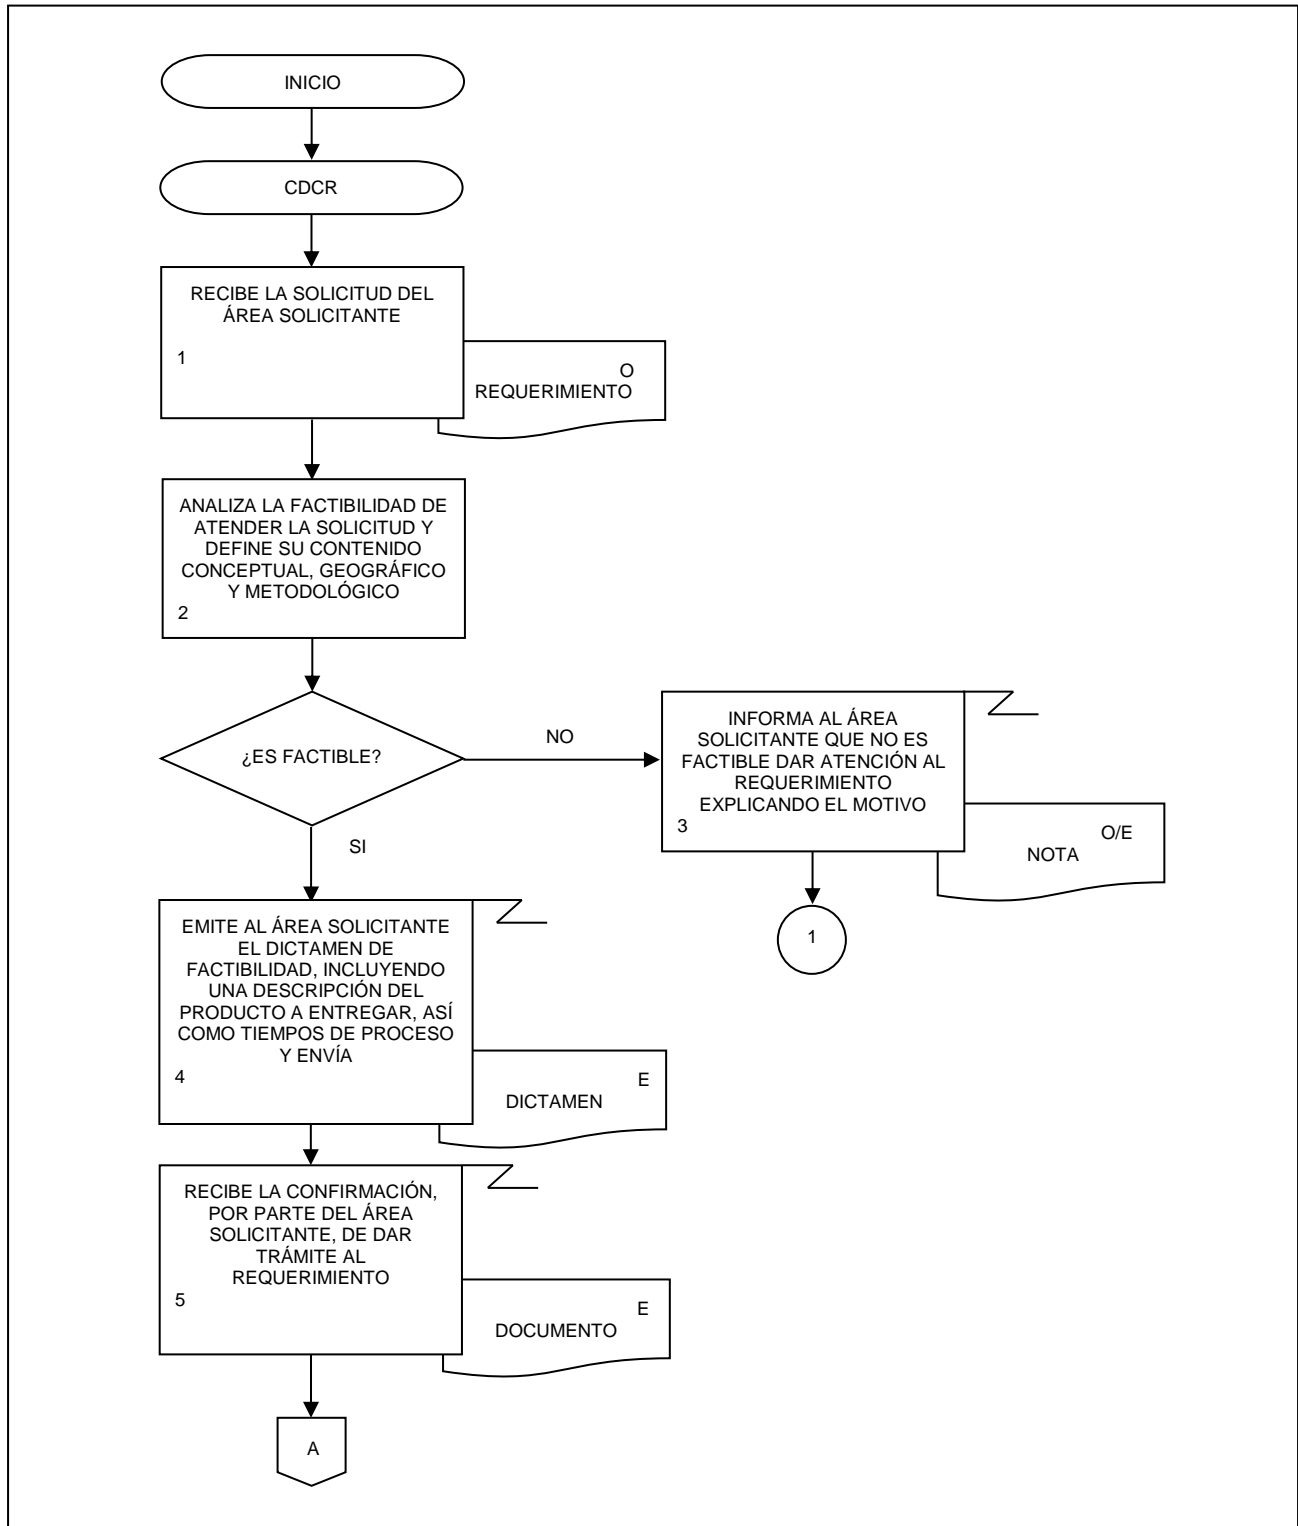 INICIO
CDCR
RECIBE LA SOLICITUD DEL
ÁREA SOLICITANTE
1
O
REQUERIMIENTO
ANALIZA LA FACTIBILIDAD DE
ATENDER LA SOLICITUD Y
DEFINE SU CONTENIDO
CONCEPTUAL, GEOGRÁFICO
Y METODOLÓGICO
2
¿ES FACTIBLE?
NO
INFORMA AL ÁREA
SOLICITANTE QUE NO ES
FACTIBLE DAR ATENCIÓN AL
REQUERIMIENTO
EXPLICANDO EL MOTIVO
3
O/E
NOTA
1
SI
EMITE AL ÁREA SOLICITANTE
EL DICTAMEN DE
FACTIBILIDAD, INCLUYENDO
UNA DESCRIPCIÓN DEL
PRODUCTO A ENTREGAR, ASÍ
COMO TIEMPOS DE PROCESO
Y ENVÍA
4
E
DICTAMEN
RECIBE LA CONFIRMACIÓN,
POR PARTE DEL ÁREA
SOLICITANTE, DE DAR
TRÁMITE AL
REQUERIMIENTO
5
E
DOCUMENTO
A